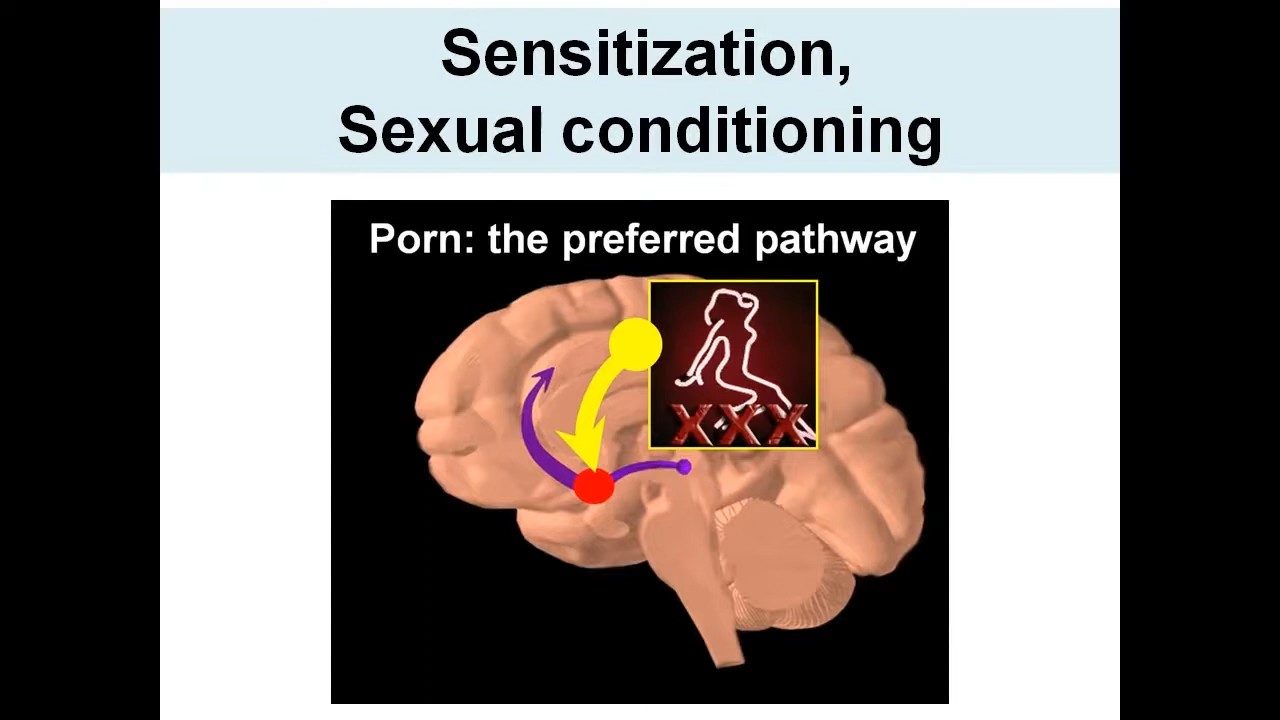 Sensitization,
Sexual conditioning
Porn: the preferred pathway
XXX